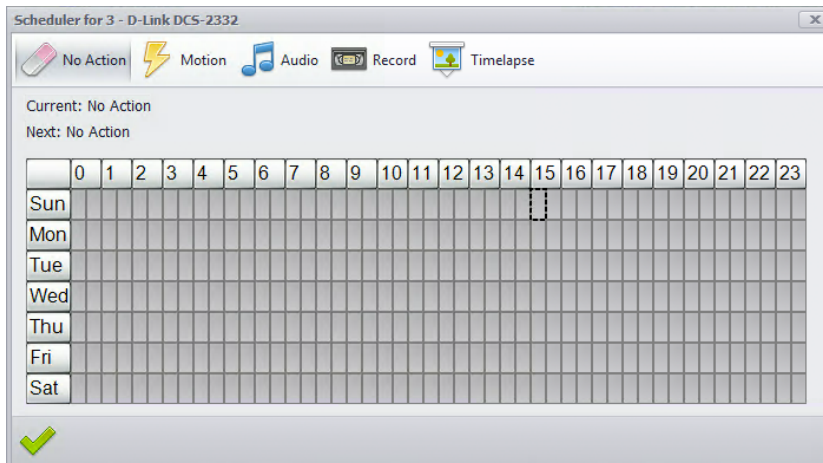 Scheduler for 3 - D-Link DCS-2332
No Action Motion Audio Record Timelapse
Current: No Action
Next: No Action
0 1 2 3 4 5 6 7 8 9 10 11 12 13 14 15 16 17 18 19 20 21 22 23
Sun
Mon
Tue
Wed
Thu
Fri
Sat